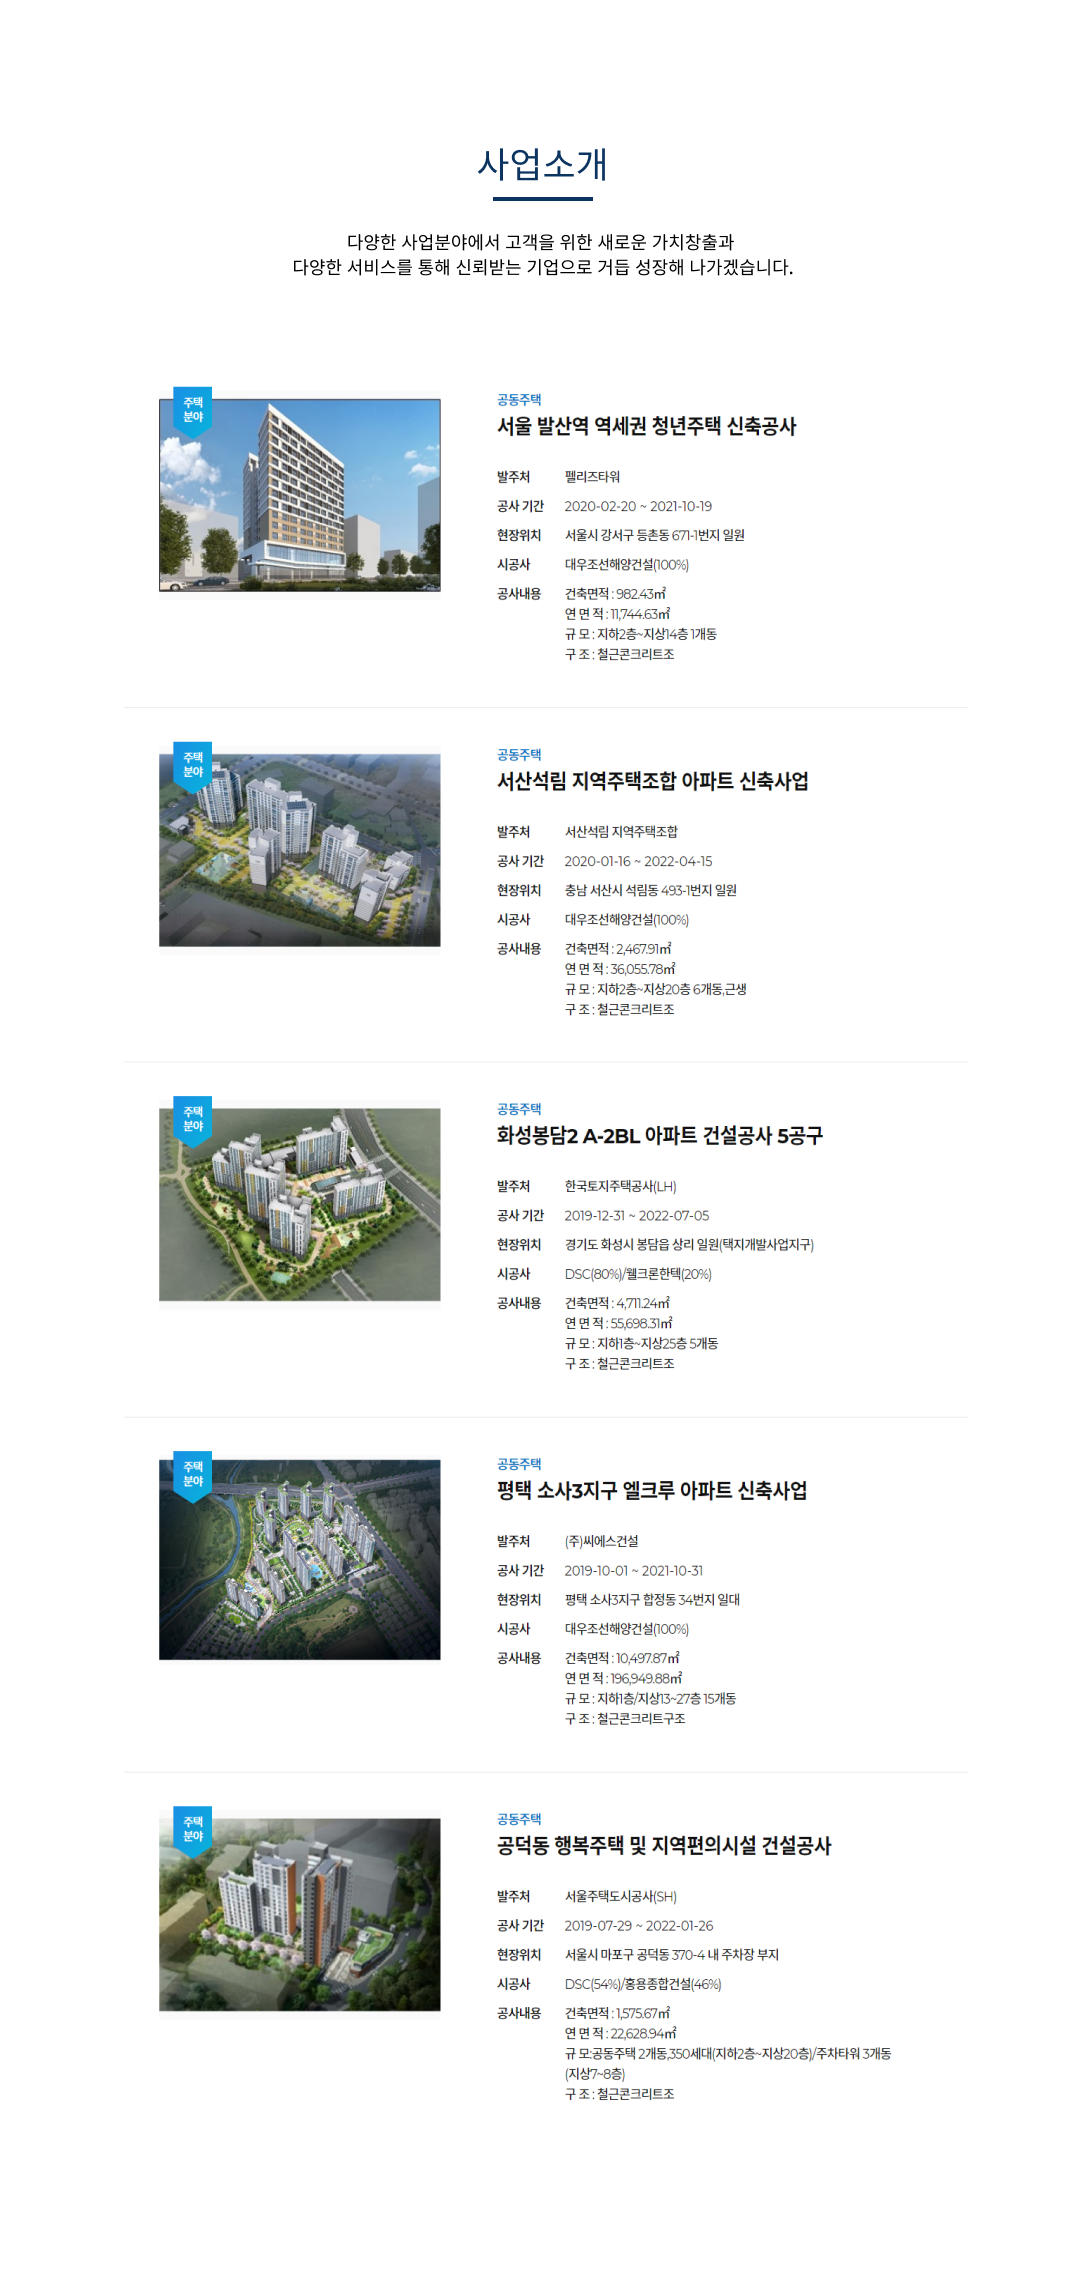 사업소개
다양한 사업분야에서 고객을 위한 새로운 가치창출과
다양한 서비스를 통해 신뢰받는 기업으로 거듭 성장해 나가겠습니다.
주택
분야
공동주택
서울 발산역 역세권 청년주택 신축공사
발주처 펠리즈타워
공사 기간 2020-02-20 ~ 2021-10-19
현장위치 서울시 강서구 등촌동 671-1번지 일원
시공사 대우조선해양건설(100%)
공사내용 건축면적 : 982.43㎡
연 면 적 : 11,744.63㎡
규 모 : 지하2층~지상14층 1개동
구 조 : 철근콘크리트조
주택
분야
공동주택
서산석림 지역주택조합 아파트 신축사업
발주처 서산석림 지역주택조합
공사 기간 2020-01-16 ~ 2022-04-15
현장위치 충남 서산시 석림동 493-1번지 일원
시공사 대우조선해양건설(100%)
공사내용 건축면적 : 2,467.91㎡
연 면 적 : 36,055.78㎡
규 모 : 지하2층~지상20층 6개동,근생
구 조 : 철근콘크리트조
주택
분야
공동주택
화성봉담2 A-2BL 아파트 건설공사 5공구
발주처 한국토지주택공사(LH)
공사 기간 2019-12-31 ~ 2022-07-05
현장위치 경기도 화성시 봉담읍 상리 일원(택지개발사업지구)
시공사 DSC(80%)/웰크론한텍(20%)
공사내용 건축면적 : 4,711.24㎡
연 면 적 : 55,698.31㎡
규 모 : 지하1층~지상25층 5개동
구 조 : 철근콘크리트조
주택
분야
공동주택
평택 소사3지구 엘크루 아파트 신축사업
발주처 (주)씨에스건설
공사 기간 2019-10-01 ~ 2021-10-31
현장위치 평택 소사3지구 합정동 34번지 일대
시공사 대우조선해양건설(100%)
공사내용 건축면적 : 10,497.87㎡
연 면 적 : 196,949.88㎡
규 모 : 지하1층/지상13~27층 15개동
구 조 : 철근콘크리트구조
주택
분야
공동주택
공덕동 행복주택 및 지역편의시설 건설공사
발주처 서울주택도시공사(SH)
공사 기간 2019-07-29 ~ 2022-01-26
현장위치 서울시 마포구 공덕동 370-4 내 주차장 부지
시공사 DSC(54%)/홍용종합건설(46%)
공사내용 건축면적 : 1,575.67㎡
연 면 적 : 22,628.94㎡
규 모:공동주택 2개동,350세대(지하2층~지상20층)/주차타워 3개동
(지상7~8층)
구 조 : 철근콘크리트조